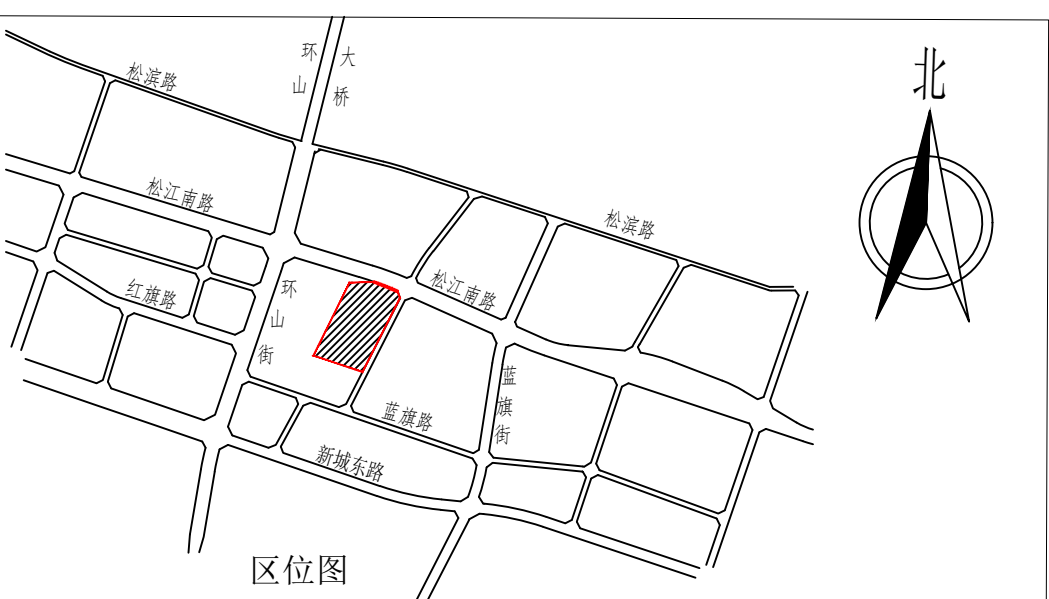 北
环山大桥
松滨路
松江南路
松滨路
松江南路
红旗路
环山街
蓝旗街
蓝旗路
新城东路
区位图